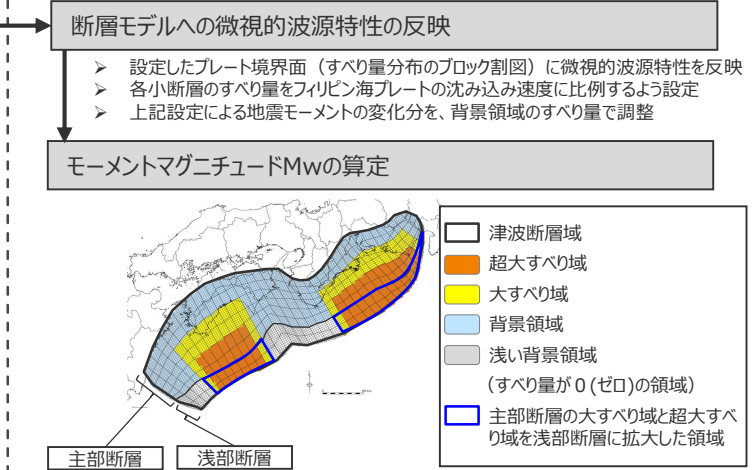 断層モデルへの微視的波源特性の反映
➢ 設定したプレート境界面（すべり量分布のブロック割図）に微視的波源特性を反映
➢ 各小断層のすべり量をフィリピン海プレートの沈み込み速度に比例するよう設定
➢ 上記設定による地震モーメントの変化分を、背景領域のすべり量で調整
モーメントマグニチュードMwの算定
津波断層域
超大すべり域
大すべり域
背景領域
浅い背景領域
(すべり量が０(ゼロ)の領域）
主部断層の大すべり域と超大すべ
り域を浅部断層に拡大した領域
主部断層
浅部断層